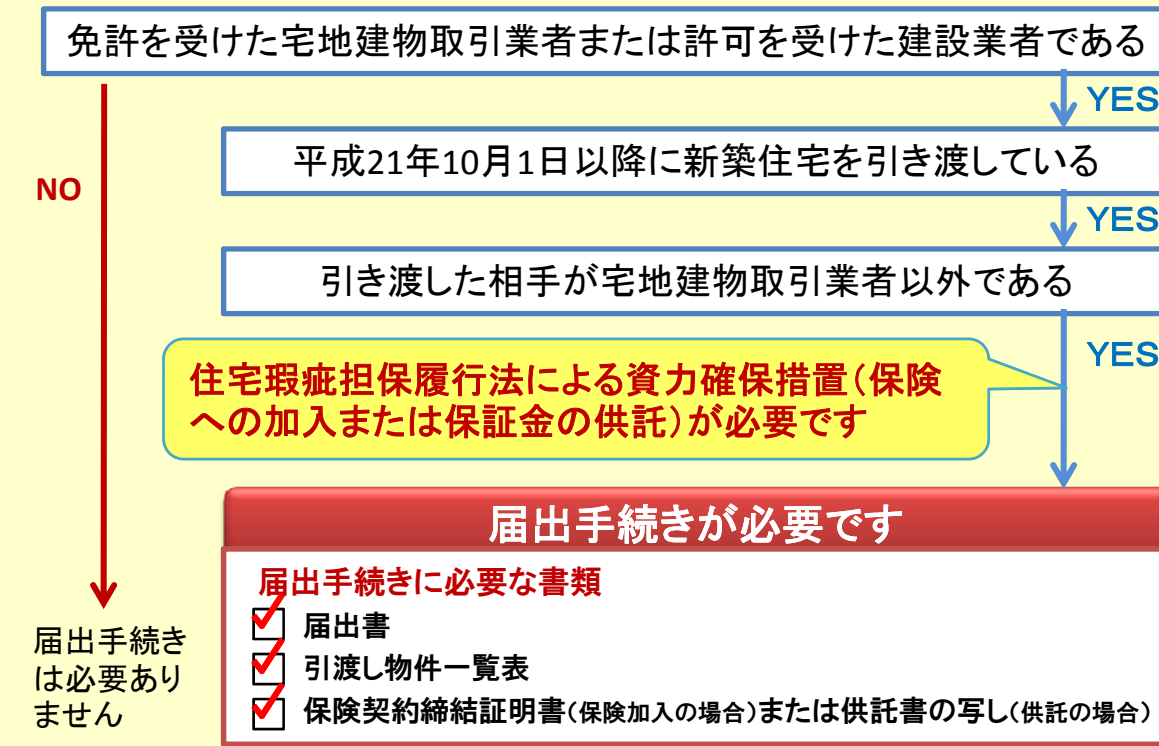 免許を受けた宅地建物取引業者または許可を受けた建設業者である
YES
平成21年10月1日以降に新築住宅を引き渡している
NO
YES
引き渡した相手が宅地建物取引業者以外である
YES
住宅瑕疵担保履行法による資力確保措置（保険
への加入または保証金の供託）が必要です
届出手続きが必要です
届出手続きに必要な書類
届出書
引渡し物件一覧表
保険契約締結証明書（保険加入の場合）または供託書の写し（供託の場合）
届出手続き
は必要あり
ません